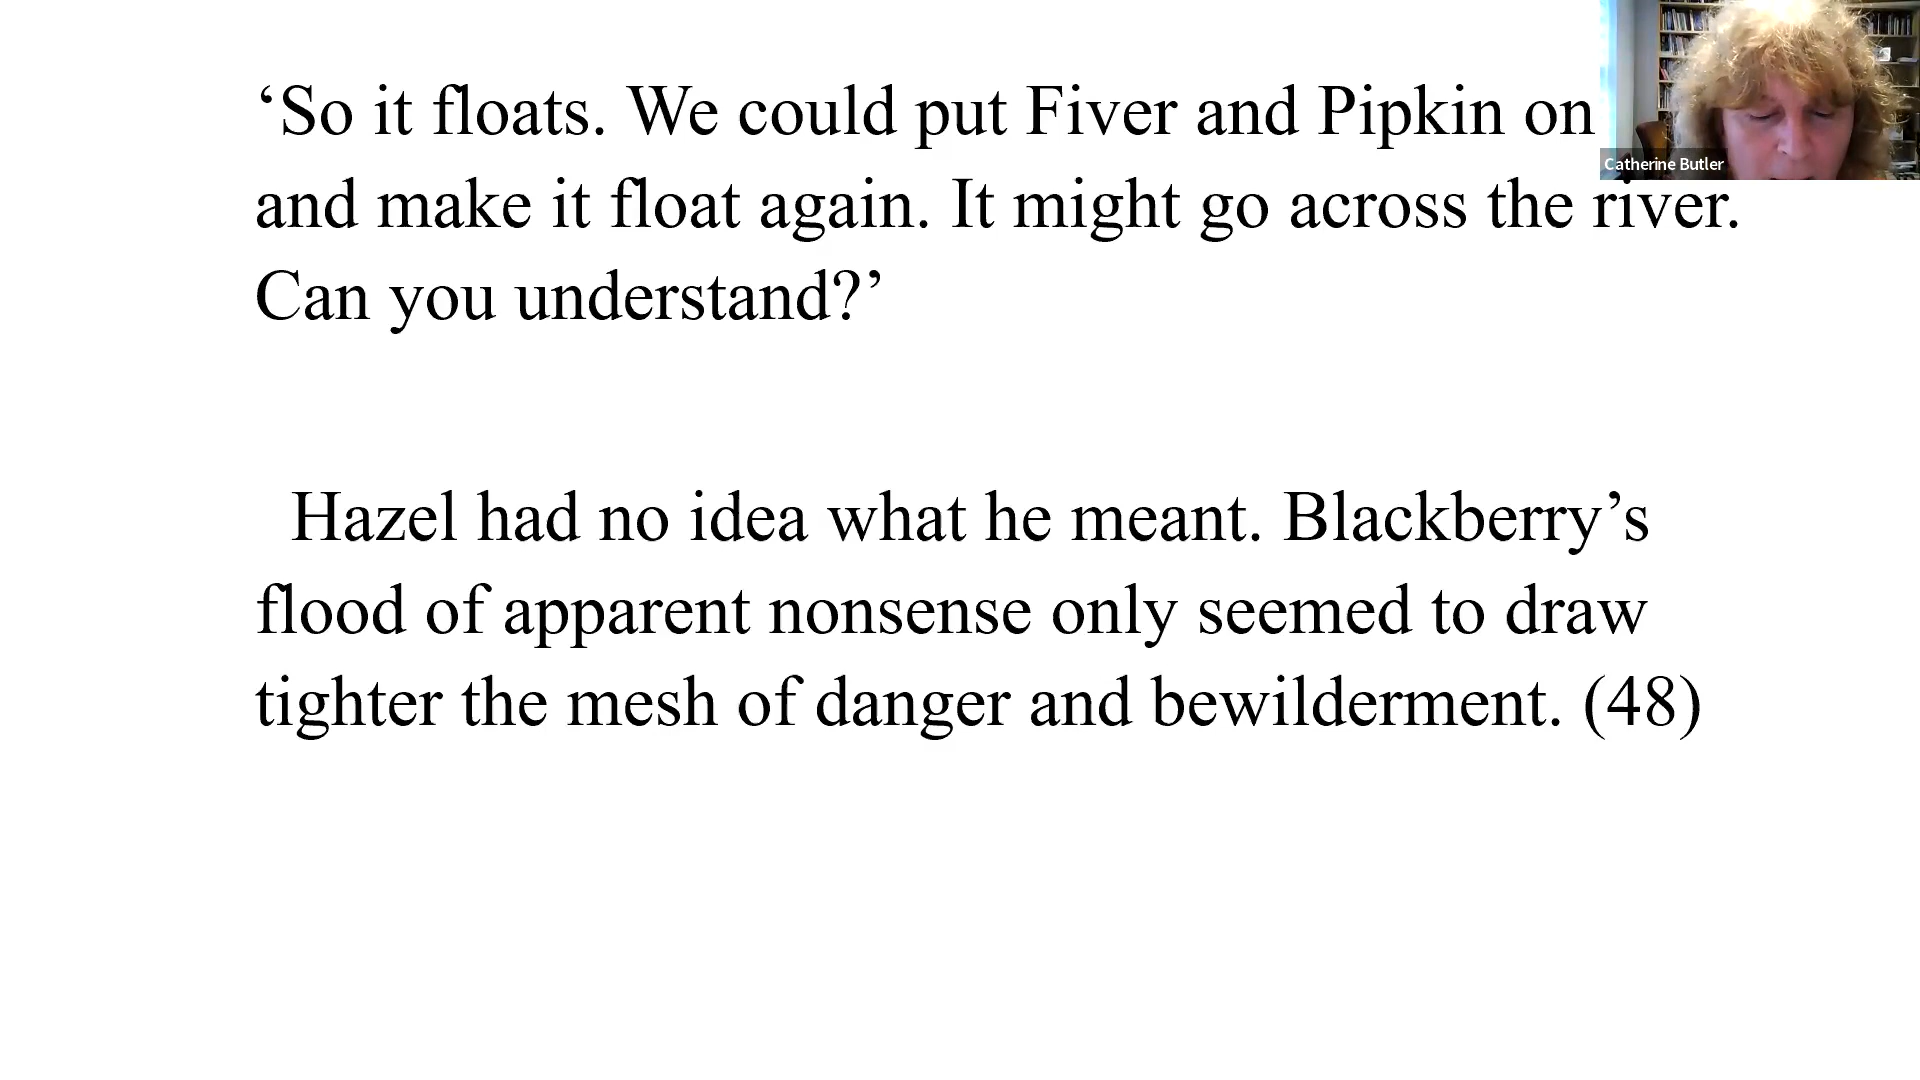 ‘So it floats. We could put Fiver and Pipkin on
and make it float again. It might go across the river.
Can you understand?’
Hazel had no idea what he meant. Blackberry’s
flood of apparent nonsense only seemed to draw
tighter the mesh of danger and bewilderment. (48)
Catherine Butler